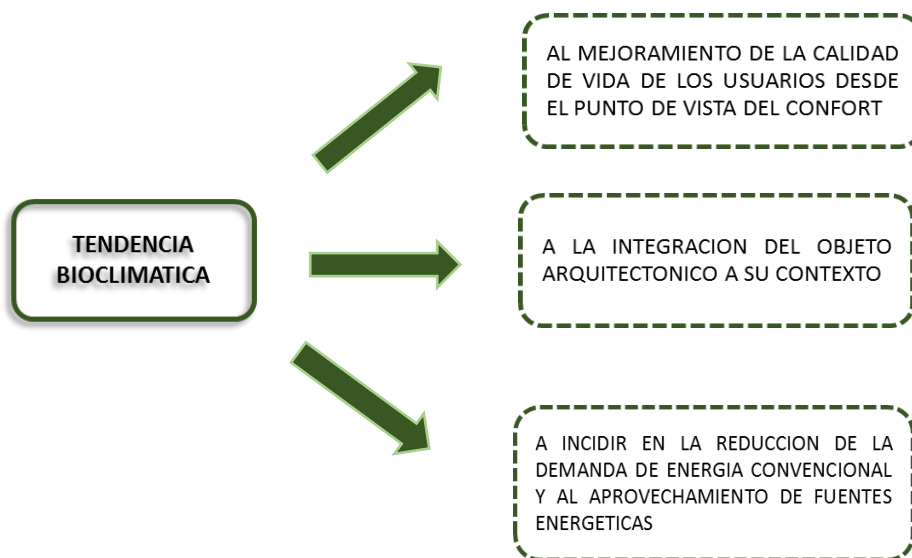 AL MEJORAMIENTO DE LA CALIDAD
DE VIDA DE LOS USUARIOS DESDE
EL PUNTO DE VISTA DEL CONFORT
TENDENCIA
BIOCLIMATICA
A LA INTEGRACION DEL OBJETO
ARQUITECTONICO A SU CONTEXTO
A INCIDIR EN LA REDUCCION DE LA
DEMANDA DE ENERGIA CONVENCIONAL
Y AL APROVECHAMIENTO DE FUENTES
ENERGETICAS